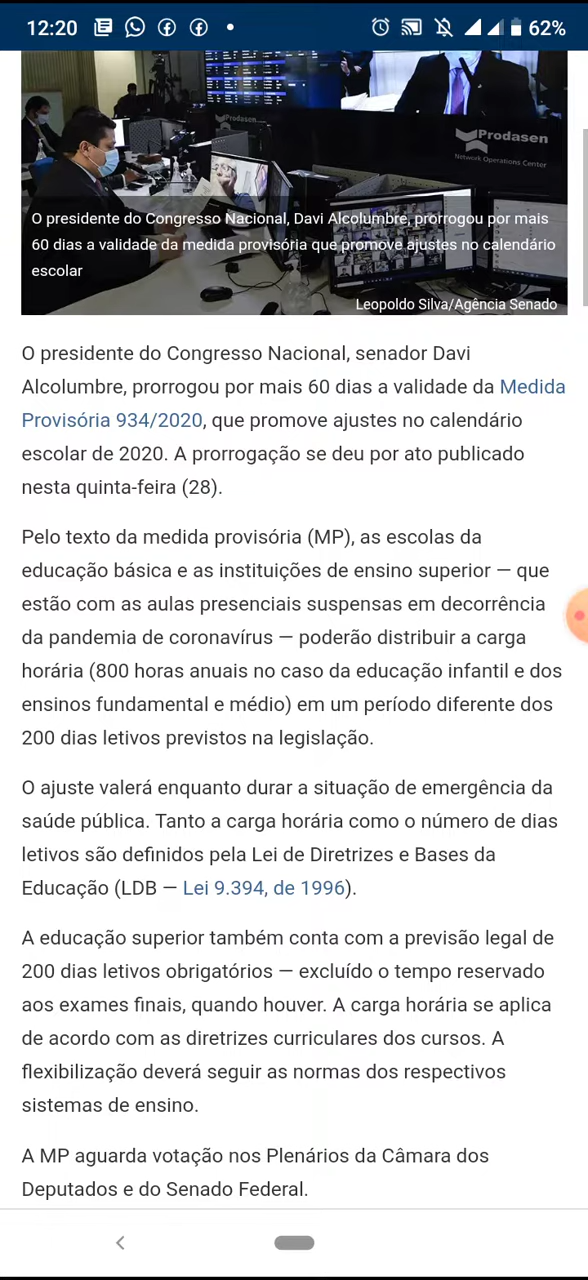 12:20
62%
Prodasen
Prodasen
Network Operations Center
O presidente do Congresso Nacional, Davi Alcolumbre, prorrogou por mais
60 dias a validade da medida provisória que promove ajustes no calendário
escolar
Leopoldo Silva/Agência Senado
O presidente do Congresso Nacional, senador Davi
Alcolumbre, prorrogou por mais 60 dias a validade da Medida
Provisória 934/2020, que promove ajustes no calendário
escolar de 2020. A prorrogação se deu por ato publicado
nesta quinta-feira (28).
Pelo texto da medida provisória (MP), as escolas da
educação básica e as instituições de ensino superior — que
estão com as aulas presenciais suspensas em decorrência
da pandemia de coronavírus — poderão distribuir a carga
horária (800 horas anuais no caso da educação infantil e dos
ensinos fundamental e médio) em um período diferente dos
200 dias letivos previstos na legislação.
O ajuste valerá enquanto durar a situação de emergência da
saúde pública. Tanto a carga horária como o número de dias
letivos são definidos pela Lei de Diretrizes e Bases da
Educação (LDB — Lei 9.394, de 1996).
A educação superior também conta com a previsão legal de
200 dias letivos obrigatórios — excluído o tempo reservado
aos exames finais, quando houver. A carga horária se aplica
de acordo com as diretrizes curriculares dos cursos. A
flexibilização deverá seguir as normas dos respectivos
sistemas de ensino.
A MP aguarda votação nos Plenários da Câmara dos
Deputados e do Senado Federal.